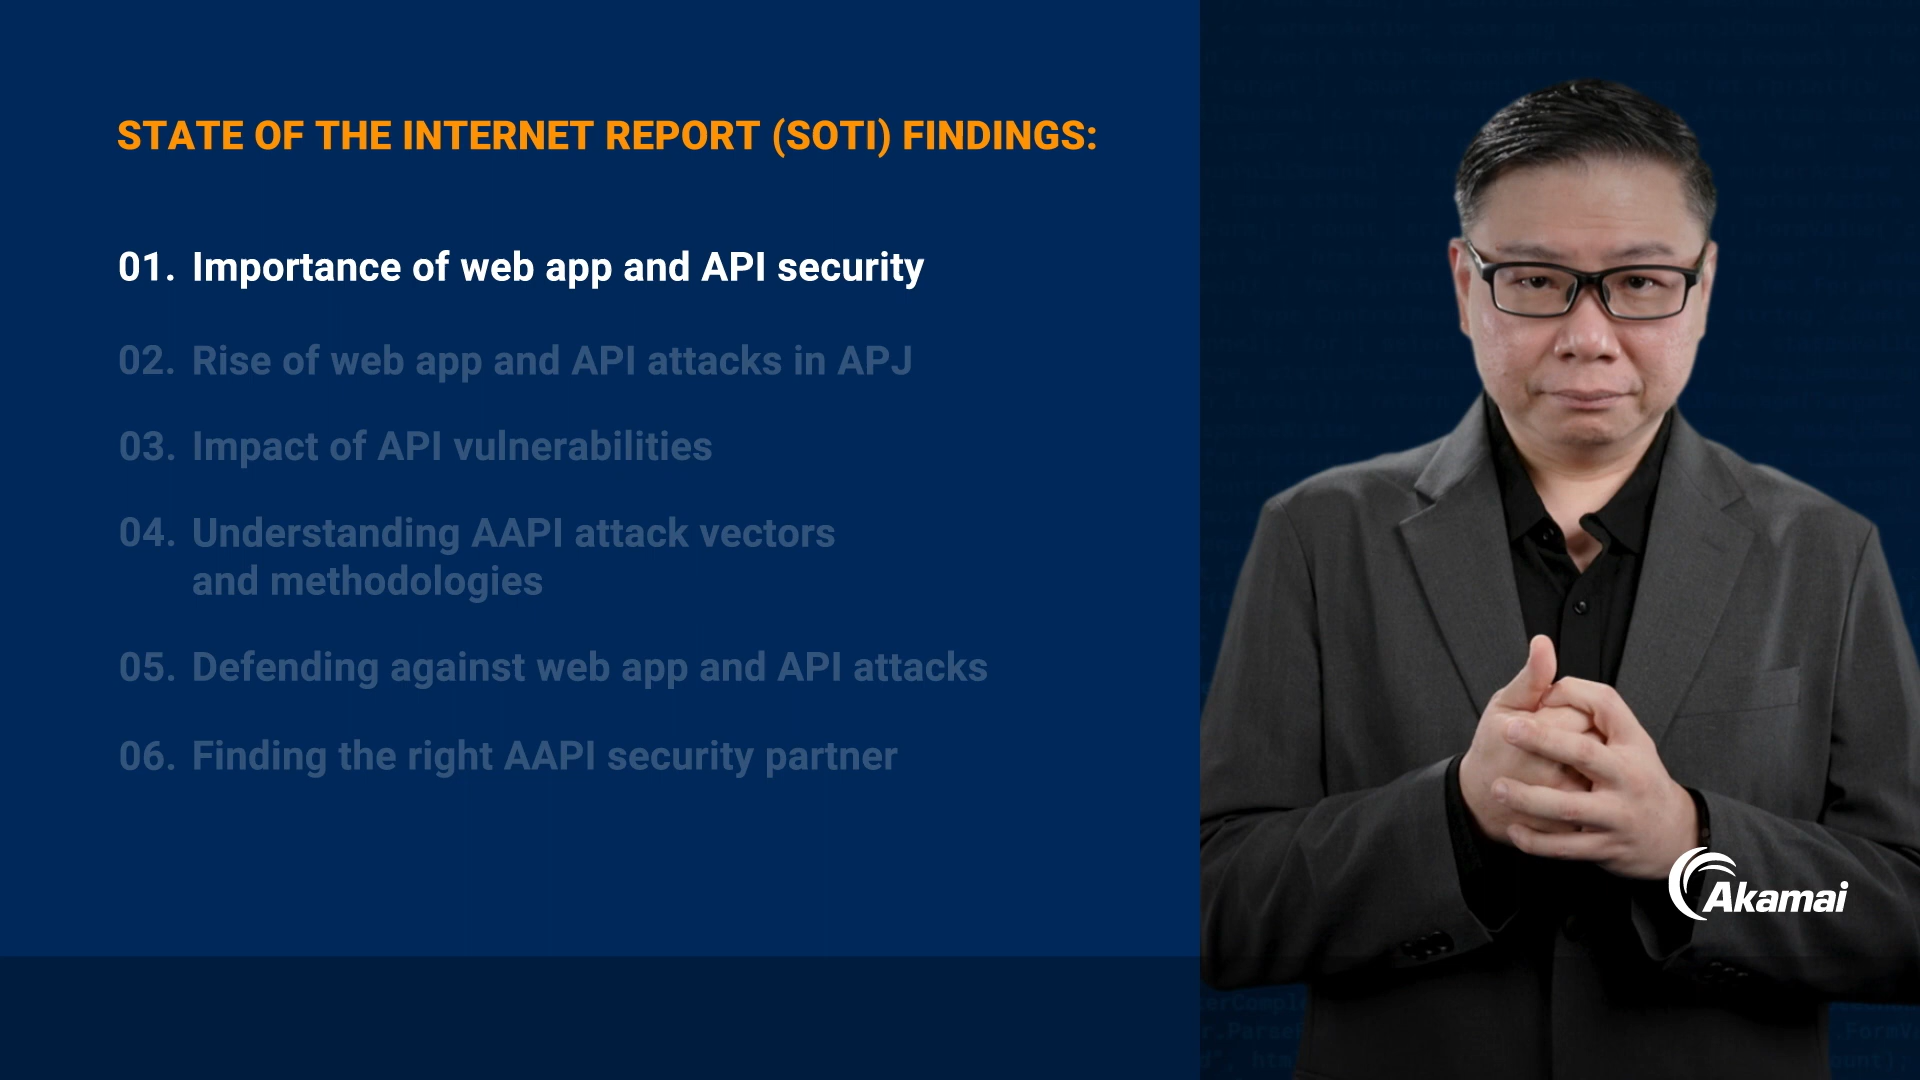 STATE OF THE INTERNET REPORT (SOTI) FINDINGS:
01. Importance of web app and API security
02. Rise of web app and API attacks in APJ
03. Impact of API vulnerabilities
04. Understanding AAPI attack vectors
and methodologies
05. Defending against web app and API attacks
06. Finding the right AAPI security partner
Akamai